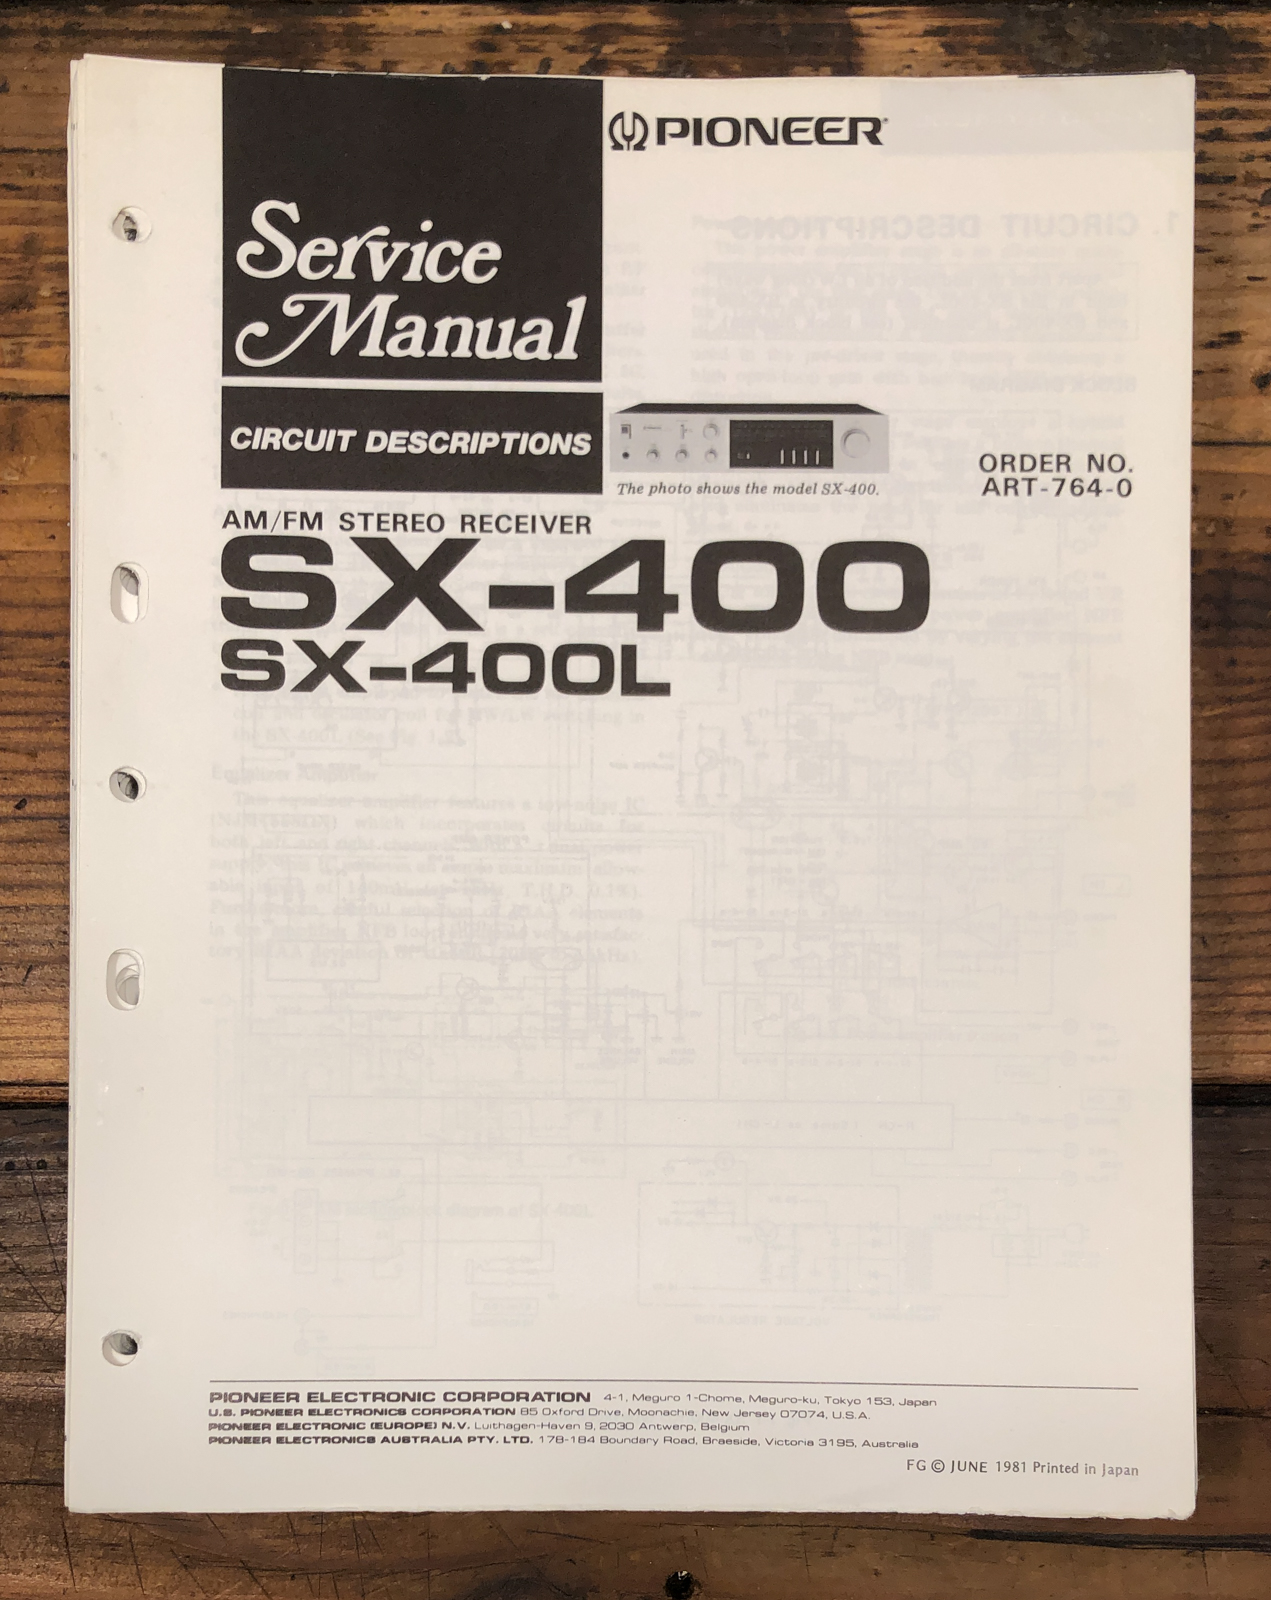 PIONEER
Service
Manual
CIRCUIT DESCRIPTIONS
The photo shows the model SX-400.
ORDER NO.
ART-764-0
AM/FM STEREO RECEIVER
SX-400
SX-400L
PIONEER ELECTRONIC CORPORATION 4-1, Meguro 1-Chome, Meguro-ku, Tokyo 153, Japan
U.S. PIONEER ELECTRONICS CORPORATION 85 Oxford Drive, Moonachie, New Jersey 07074, U.S.A.
PIONEER ELECTRONIC (EUROPE) N.V. Luithagen-Haven 9, 2030 Antwerp, Belgium
PIONEER ELECTRONICS AUSTRALIA PTY. LTD. 178-184 Boundary Road, Braeside, Victoria 3195, Australia
FG © JUNE 1981 Printed in Japan